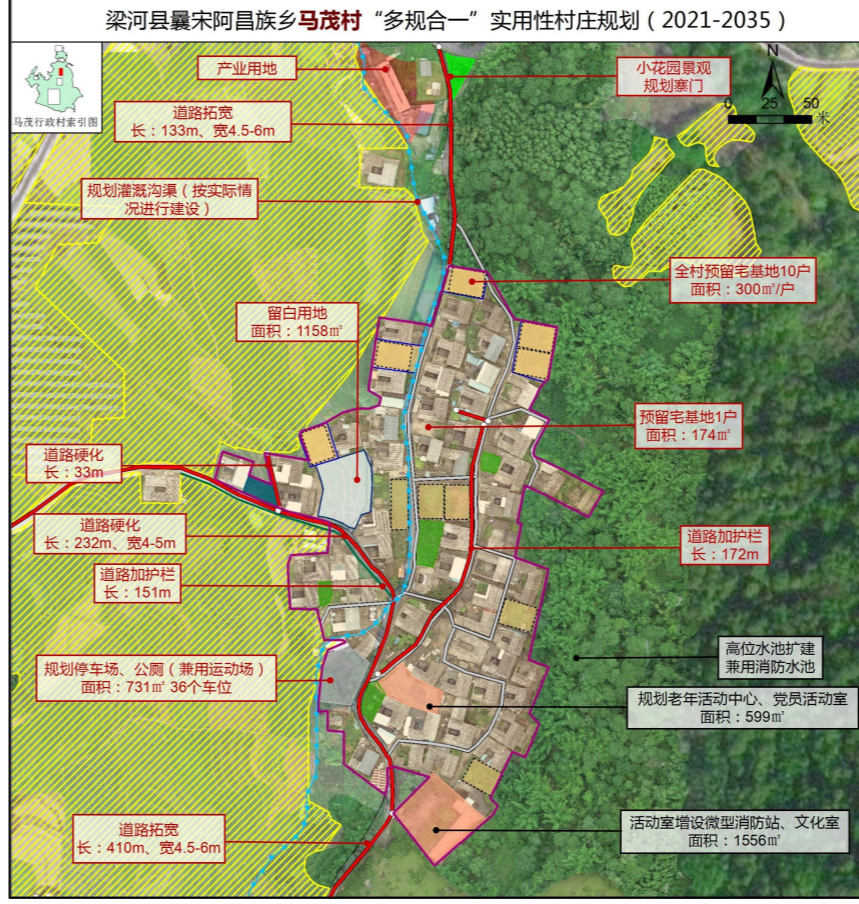 梁河县曩宋阿昌族乡马茂村“多规合一”实用性村庄规划（2021-2035）
马茂行政村索引图
产业用地
小花园景观
规划寨门
N
0 25 50
米
道路拓宽
长：133m、宽4.5-6m
规划灌溉沟渠（按实际情
况进行建设）
全村预留宅基地10户
面积：300㎡/户
留白用地
面积：1158㎡
预留宅基地1户
面积：174㎡
道路硬化
长：33m
道路硬化
长：232m、宽4-5m
道路加护栏
长：172m
道路加护栏
长：151m
高位水池扩建
兼用消防水池
规划停车场、公厕（兼用运动场）
面积：731㎡ 36个车位
规划老年活动中心、党员活动室
面积：599㎡
活动室增设微型消防站、文化室
面积：1556㎡
道路拓宽
长：410m、宽4.5-6m